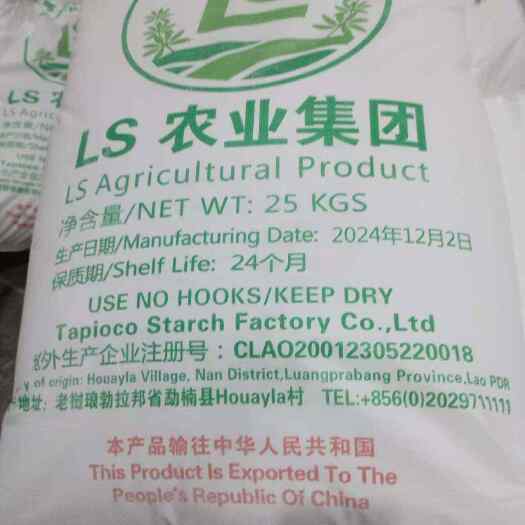 LS
LS 农业集团
LS Agricultural Product
净含量/NET WT: 25 KGS
生产日期/Manufacturing Date: 2024年12月2日
保质期/Shelf Life: 24个月
USE NO HOOKS/KEEP DRY
Tapioco Starch Factory Co.,Ltd
外生产企业注册号：CLAO20012305220018
of origin: Houayla Village, Nan District,Luangprabang Province,Lao PDR
地址: 老挝琅勃拉邦省勐楠县Houayla村 TEL:+856(0)2029711111
本产品输往中华人民共和国
This Product Is Exported To The
People's Republic Of China
LS
LS Agric